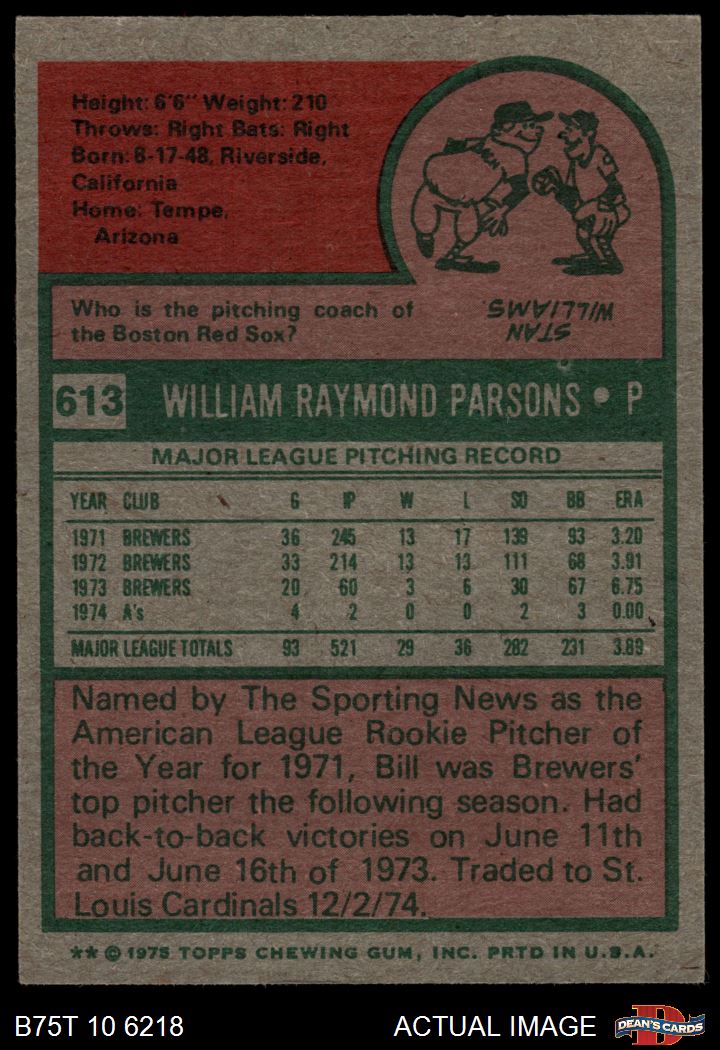 Height: 6'6" Weight: 210
Throws: Right Bats: Right
Born: 8-17-48, Riverside,
California
Home: Tempe,
Arizona
Who is the pitching coach of
the Boston Red Sox?
STAN
WILLIAMS.
613 WILLIAM RAYMOND PARSONS • P
MAJOR LEAGUE PITCHING RECORD
YEAR CLUB G IP W L SO BB ERA
1971 BREWERS 36 245 13 17 139 93 3.20
1972 BREWERS 33 214 13 13 111 68 3.91
1973 BREWERS 20 60 3 6 30 67 6.75
1974 A's 4 2 0 0 2 3 0.00
MAJOR LEAGUE TOTALS 93 521 29 36 282 231 3.89
Named by The Sporting News as the
American League Rookie Pitcher of
the Year for 1971, Bill was Brewers'
top pitcher the following season. Had
back-to-back victories on June 11th
and June 16th of 1973. Traded to St.
Louis Cardinals 12/2/74.
** © 1975 TOPPS CHEWING GUM, INC. PRTD IN U.S.A.
B75T 10 6218 ACTUAL IMAGE DEAN'S CARDS